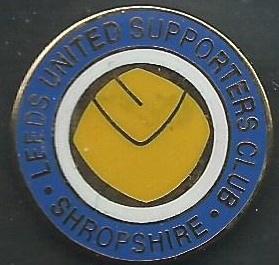 • LEEDS UNITED SUPPORTERS CLUB •
SHROPSHIRE